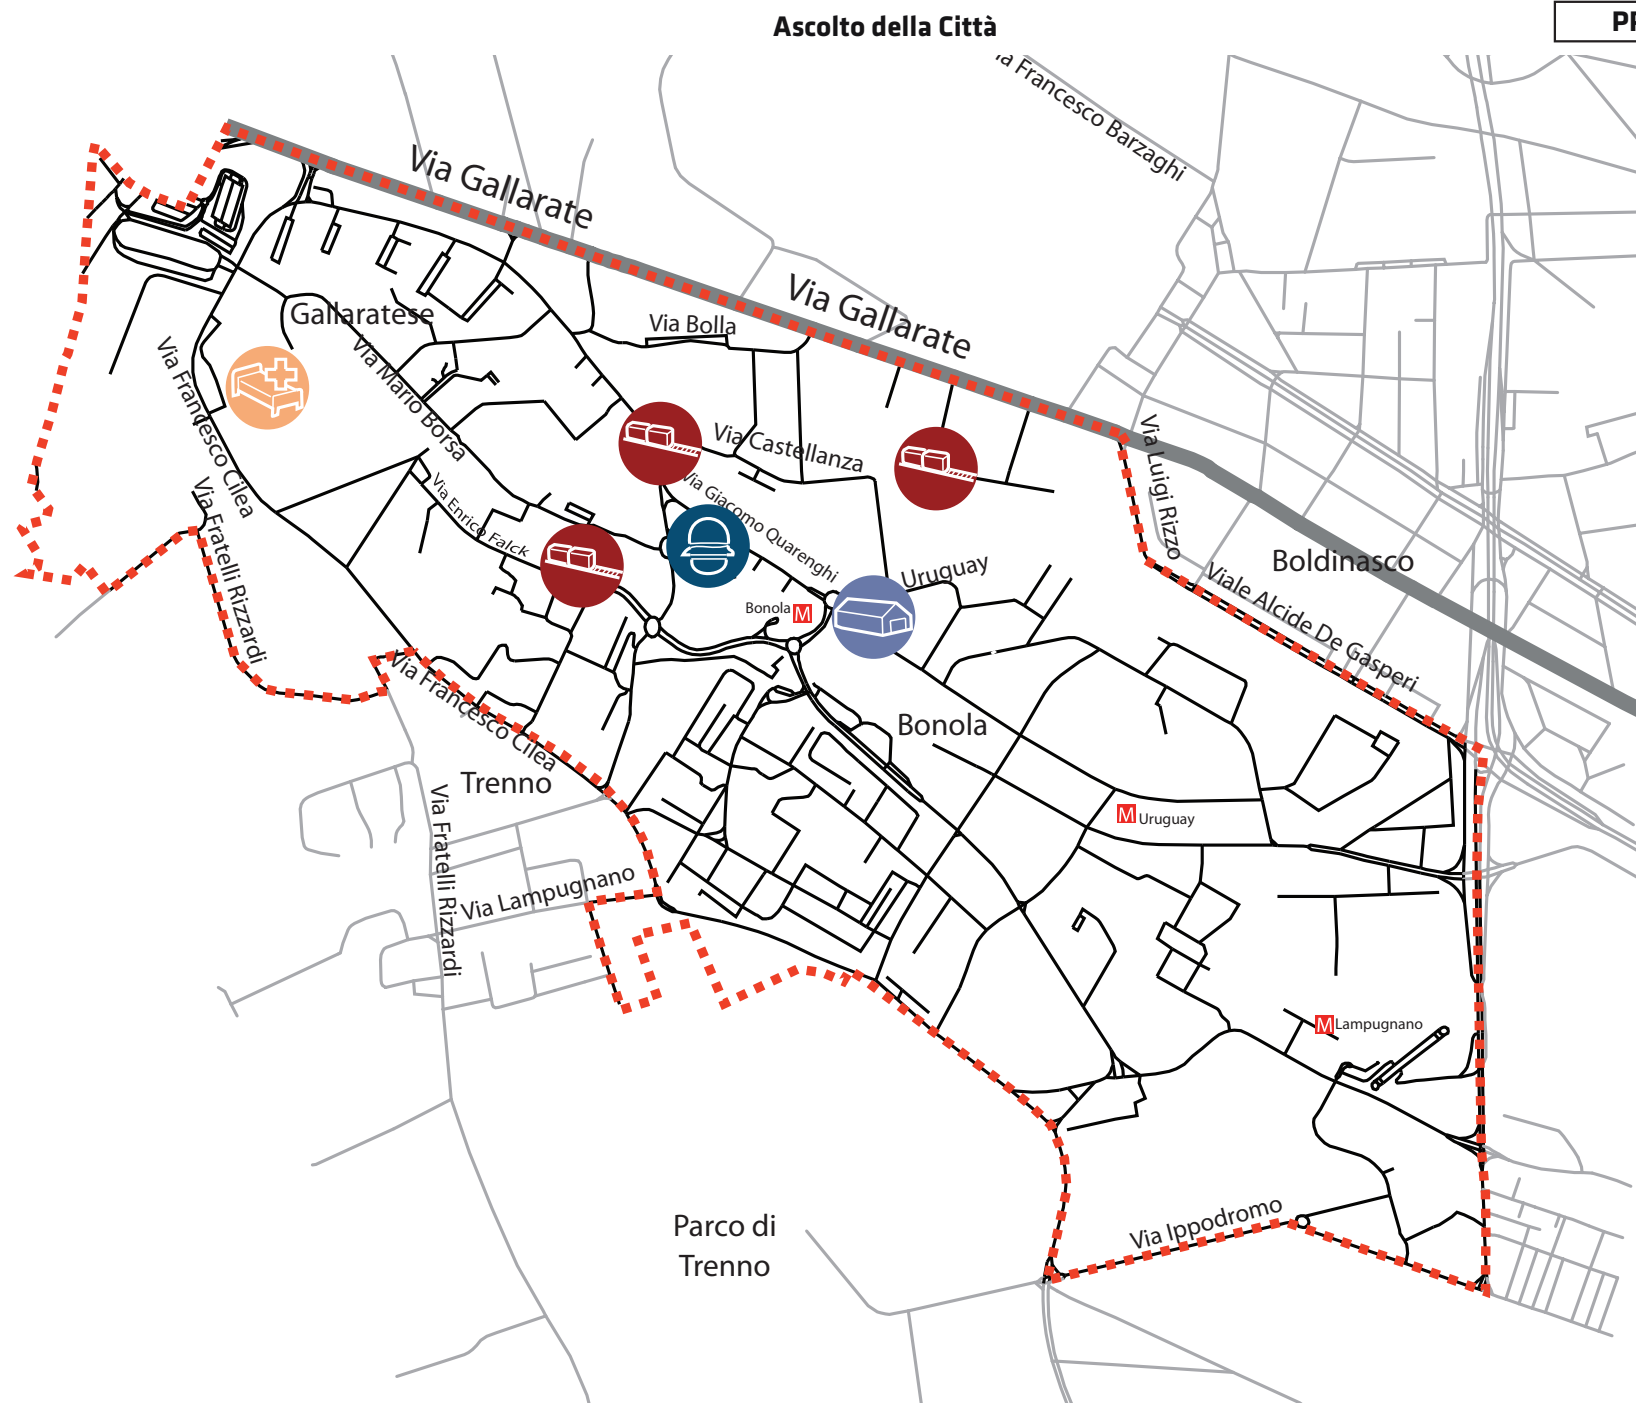 Ascolto della Città
Via Francesco Barzaghi
Via Gallarate
Via Gallarate
Via Bolla
Gallaratese
Via Mario Borsa
Via Francesco Cilea
Via Castellanza
Via Luigi Rizzo
Via Giacomo Quarenghi
Via Enrico Falck
Via Fratelli Rizzardi
Boldinasco
Uruguay
Viale Alcide De Gasperi
Bonola M
Via Francesco Cilea
Bonola
Trenno
M Uruguay
Via Fratelli Rizzardi
Via Lampugnano
M Lampugnano
Via Ippodromo
Parco di
Trenno